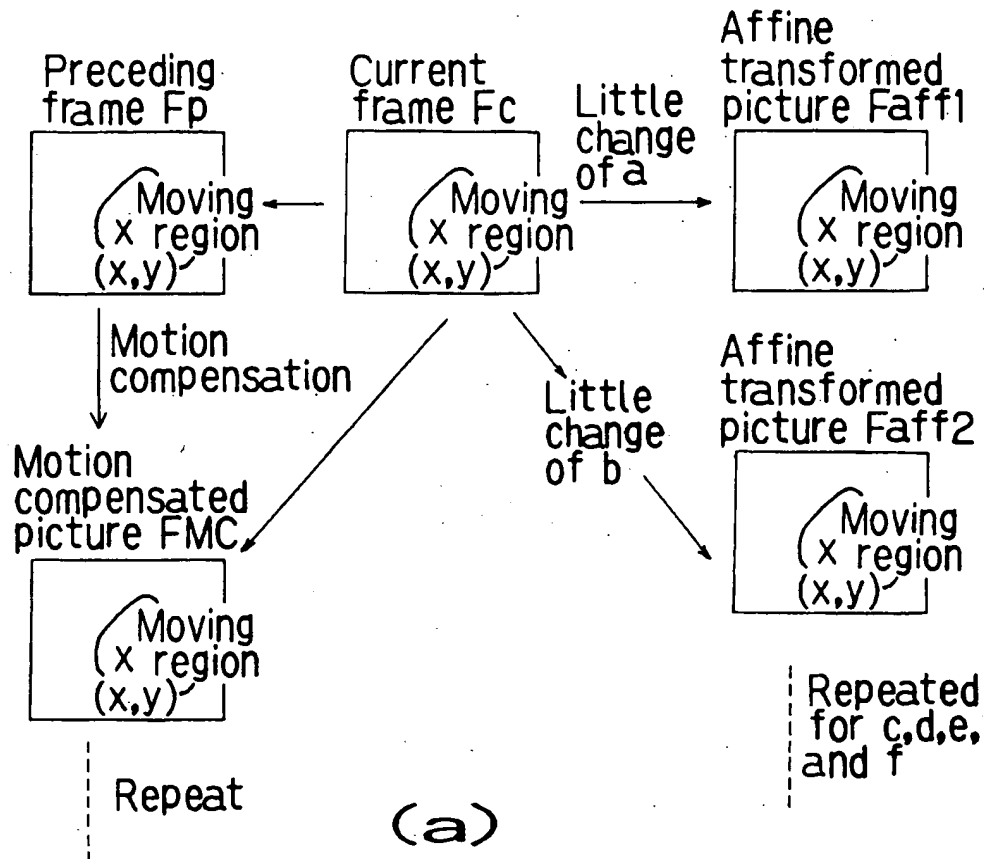 Preceding
frame Fp
Moving
x region
(x,y)
Current
frame Fc
Moving
x region
(x,y)
Little
change
of a
Affine
transformed
picture Faff1
Moving
x region
(x,y)
Motion
compensation
Little
change
of b
Affine
transformed
picture Faff2
Moving
x region
(x,y)
Motion
compensated
picture FMC
Moving
x region
(x,y)
Repeat
Repeated
for c,d,e,
and f
(a)